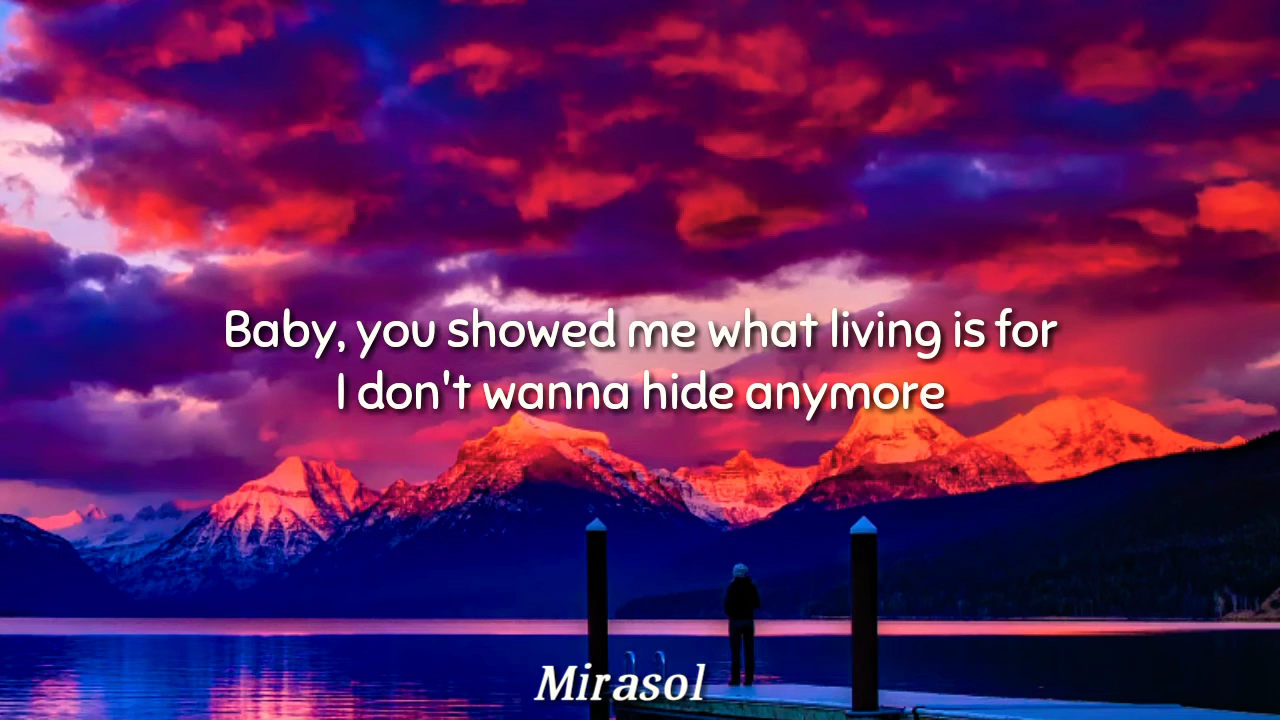 Baby, you showed me what living is for
I don't wanna hide anymore
Mirasol